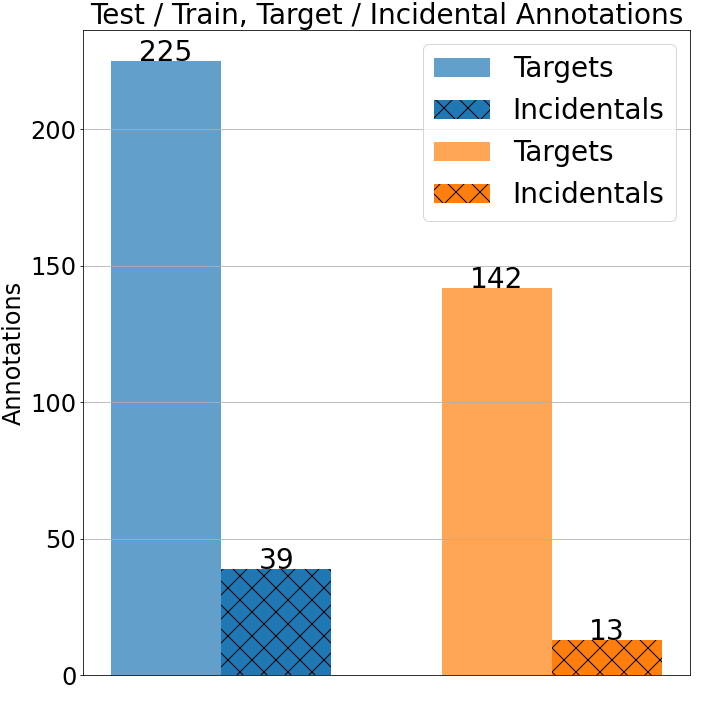 Test / Train, Target / Incidental Annotations
225
Targets
Incidentals
Targets
Incidentals
200
150
142
Annotations
100
50
39
13
0